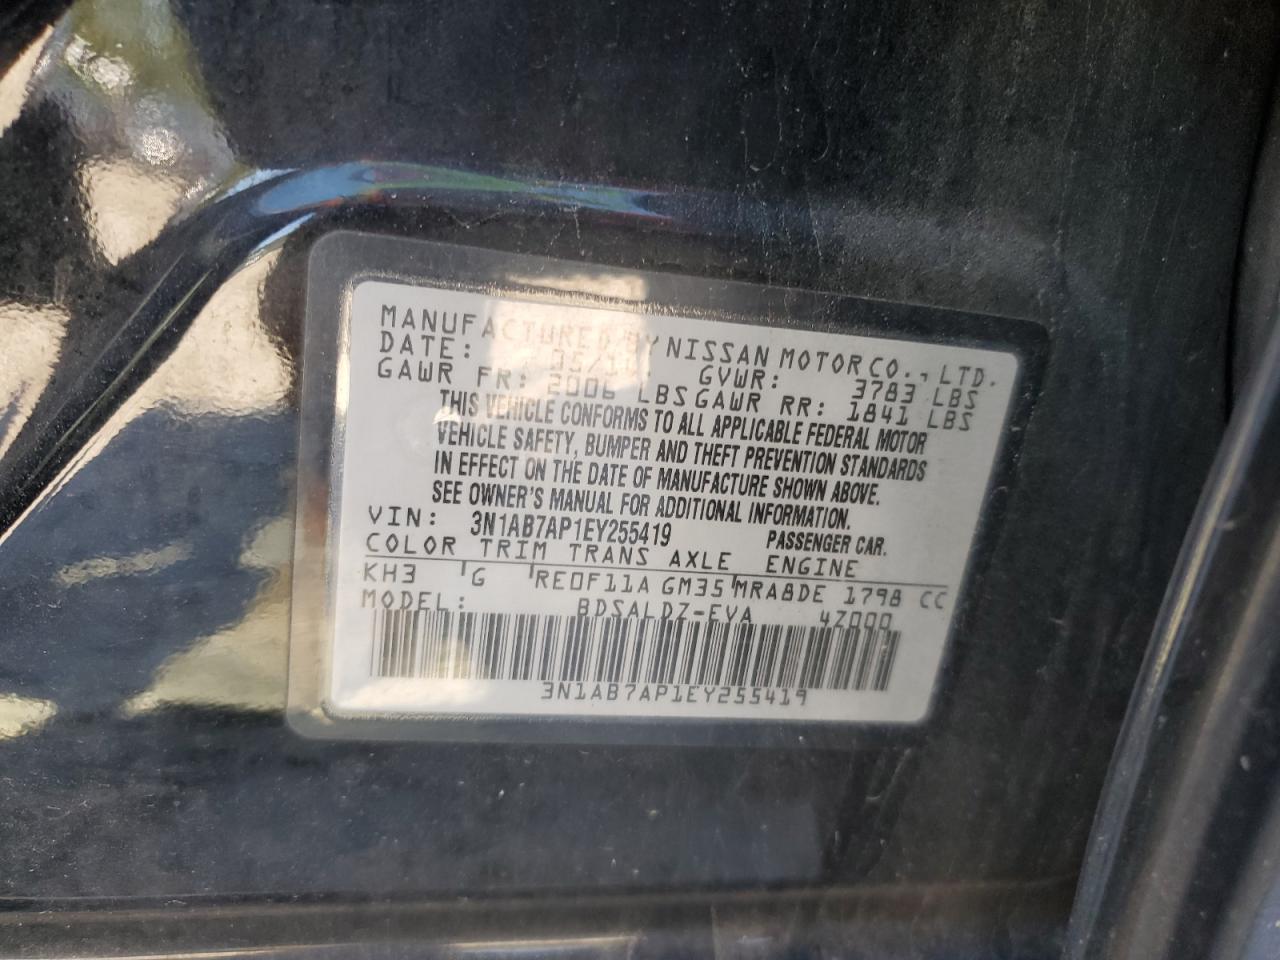 MANUFACTURED BY NISSAN MOTOR CO., LTD.
DATE: 05/14 GVWR: 3783 LBS
GAWR FR: 2006 LBS GAWR RR: 1841 LBS
THIS VEHICLE CONFORMS TO ALL APPLICABLE FEDERAL MOTOR
VEHICLE SAFETY, BUMPER AND THEFT PREVENTION STANDARDS
IN EFFECT ON THE DATE OF MANUFACTURE SHOWN ABOVE.
SEE OWNER'S MANUAL FOR ADDITIONAL INFORMATION.
VIN: 3N1AB7AP1EY255419 PASSENGER CAR.
COLOR TRIM TRANS AXLE ENGINE
KH3 G RE0F11A GM35 MRA8DE 1798 CC
MODEL: BDSALDZ-EVA 4Z000
3N1AB7AP1EY255419